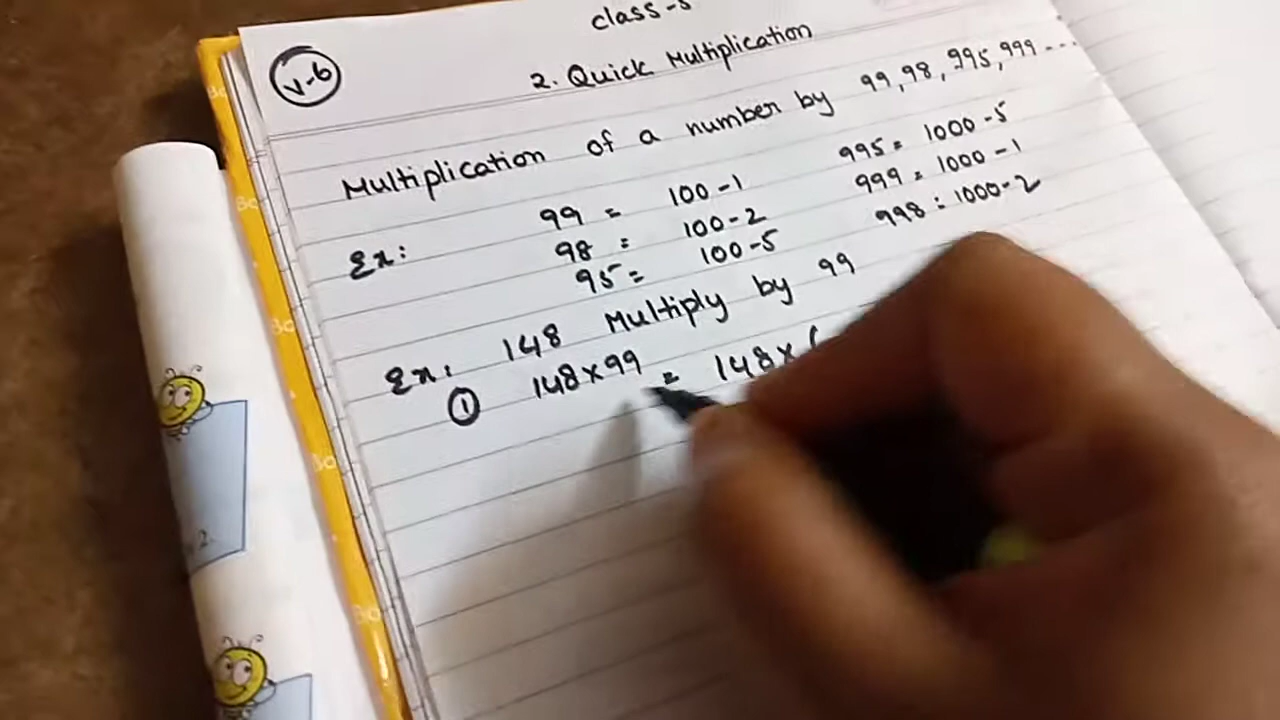 class-5
V-6
2. Quick Multiplication
Multiplication of a number by 99, 98, 995, 999 ---
Ex: 99 = 100-1 995 = 1000-5
98 = 100-2 999 = 1000-1
95 = 100-5 998 = 1000-2
Ex: 148 Multiply by 99
① 148×99 = 148×(
2.